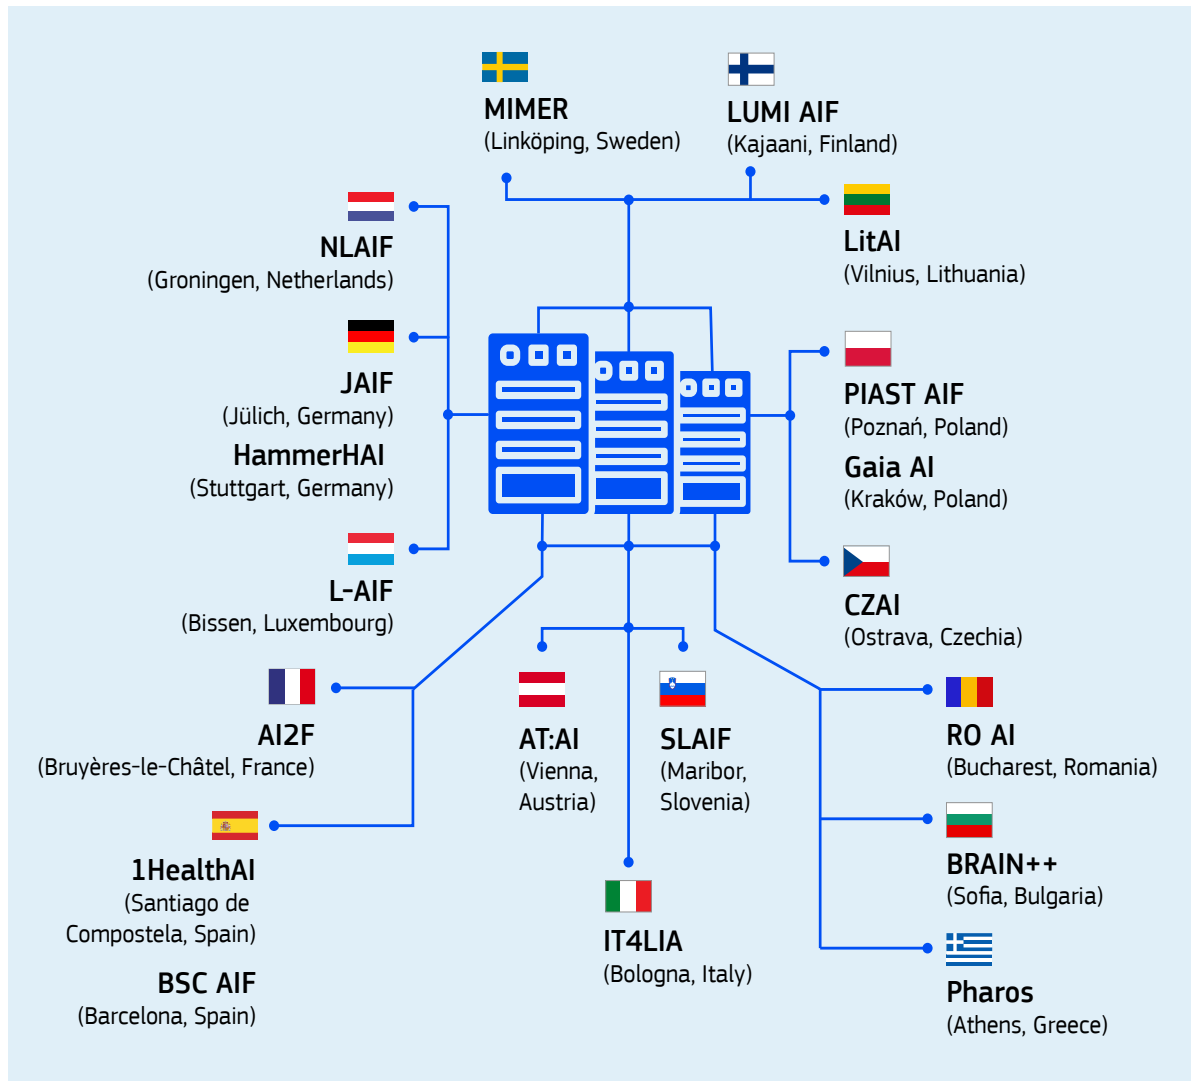 MIMER
(Linköping, Sweden)
LUMI AIF
(Kajaani, Finland)
NLAIF
(Groningen, Netherlands)
LitAI
(Vilnius, Lithuania)
JAIF
(Jülich, Germany)
HammerHAI
(Stuttgart, Germany)
PIAST AIF
(Poznań, Poland)
Gaia AI
(Kraków, Poland)
L-AIF
(Bissen, Luxembourg)
CZAI
(Ostrava, Czechia)
AI2F
(Bruyères-le-Châtel, France)
AT:AI
(Vienna,
Austria)
SLAIF
(Maribor,
Slovenia)
RO AI
(Bucharest, Romania)
1HealthAI
(Santiago de
Compostela, Spain)
BSC AIF
(Barcelona, Spain)
IT4LIA
(Bologna, Italy)
BRAIN++
(Sofia, Bulgaria)
Pharos
(Athens, Greece)